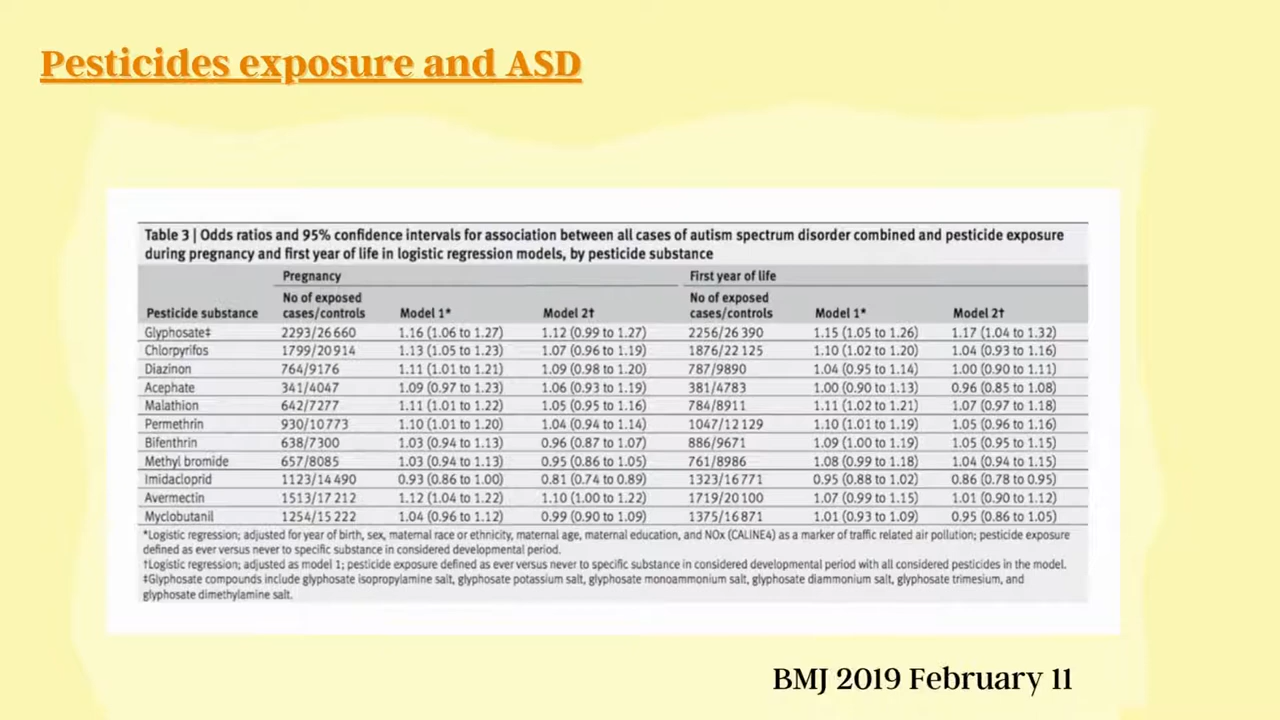 Pesticides exposure and ASD
Table 3 | Odds ratios and 95% confidence intervals for association between all cases of autism spectrum disorder combined and pesticide exposure
during pregnancy and first year of life in logistic regression models, by pesticide substance
Pregnancy First year of life
No of exposed No of exposed
Pesticide substance cases/controls Model 1* Model 2† cases/controls Model 1* Model 2†
Glyphosate‡ 2293/26 660 1.16 (1.06 to 1.27) 1.12 (0.99 to 1.27) 2256/26 390 1.15 (1.05 to 1.26) 1.17 (1.04 to 1.32)
Chlorpyrifos 1799/20 914 1.13 (1.05 to 1.23) 1.07 (0.96 to 1.19) 1876/22 125 1.10 (1.02 to 1.20) 1.04 (0.93 to 1.16)
Diazinon 764/9176 1.11 (1.01 to 1.21) 1.09 (0.98 to 1.20) 787/9890 1.04 (0.95 to 1.14) 1.00 (0.90 to 1.11)
Acephate 341/4047 1.09 (0.97 to 1.23) 1.06 (0.93 to 1.19) 381/4783 1.00 (0.90 to 1.13) 0.96 (0.85 to 1.08)
Malathion 642/7277 1.11 (1.01 to 1.22) 1.05 (0.95 to 1.16) 784/8911 1.11 (1.02 to 1.21) 1.07 (0.97 to 1.18)
Permethrin 930/10 773 1.10 (1.01 to 1.20) 1.04 (0.94 to 1.14) 1047/12 129 1.10 (1.01 to 1.19) 1.05 (0.96 to 1.16)
Bifenthrin 638/7300 1.03 (0.94 to 1.13) 0.96 (0.87 to 1.07) 886/9671 1.09 (1.00 to 1.19) 1.05 (0.95 to 1.15)
Methyl bromide 657/8085 1.03 (0.94 to 1.13) 0.95 (0.86 to 1.05) 761/8986 1.08 (0.99 to 1.18) 1.04 (0.94 to 1.15)
Imidacloprid 1123/14 490 0.93 (0.86 to 1.00) 0.81 (0.74 to 0.89) 1323/16 771 0.95 (0.88 to 1.02) 0.86 (0.78 to 0.95)
Avermectin 1513/17 212 1.12 (1.04 to 1.22) 1.10 (1.00 to 1.22) 1719/20 100 1.07 (0.99 to 1.15) 1.01 (0.90 to 1.12)
Myclobutanil 1254/15 222 1.04 (0.96 to 1.12) 0.99 (0.90 to 1.09) 1375/16 871 1.01 (0.93 to 1.09) 0.95 (0.86 to 1.05)
*Logistic regression; adjusted for year of birth, sex, maternal race or ethnicity, maternal age, maternal education, and NOx (CALINE4) as a marker of traffic related air pollution; pesticide exposure
defined as ever versus never to specific substance in considered developmental period.
†Logistic regression; adjusted as model 1; pesticide exposure defined as ever versus never to specific substance in considered developmental period with all considered pesticides in the model.
‡Glyphosate compounds include glyphosate isopropylamine salt, glyphosate potassium salt, glyphosate monoammonium salt, glyphosate diammonium salt, glyphosate trimesium, and
glyphosate dimethylamine salt.
BMJ 2019 February 11